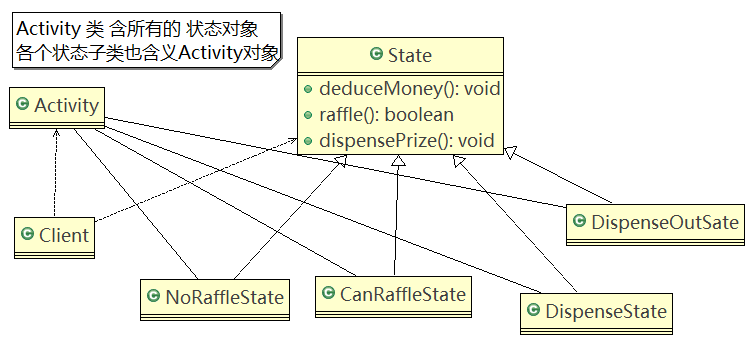 Activity 类 含所有的 状态对象
各个状态子类也含义Activity对象
State
deduceMoney(): void
raffle(): boolean
dispensePrize(): void
Activity
Client
DispenseOutSate
NoRaffleState
CanRaffleState
DispenseState